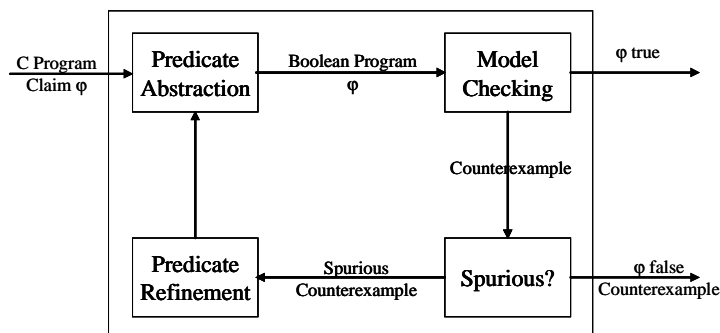 C Program
Claim φ
Predicate
Abstraction
Boolean Program
φ
Model
Checking
φ true
Counterexample
Predicate
Refinement
Spurious
Counterexample
Spurious?
φ false
Counterexample